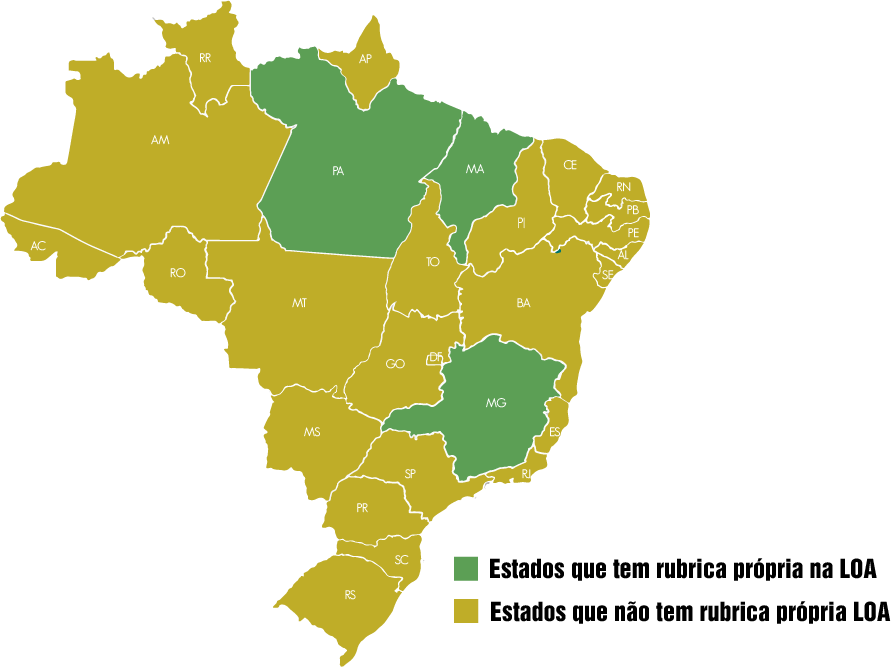 RR
AP
AM
PA
MA
CE
RN
PB
PI
PE
AC
AL
TO
RO
SE
MT
BA
DF
GO
MG
MS
ES
SP
RJ
PR
SC
RS
Estados que tem rubrica própria na LOA
Estados que não tem rubrica própria LOA